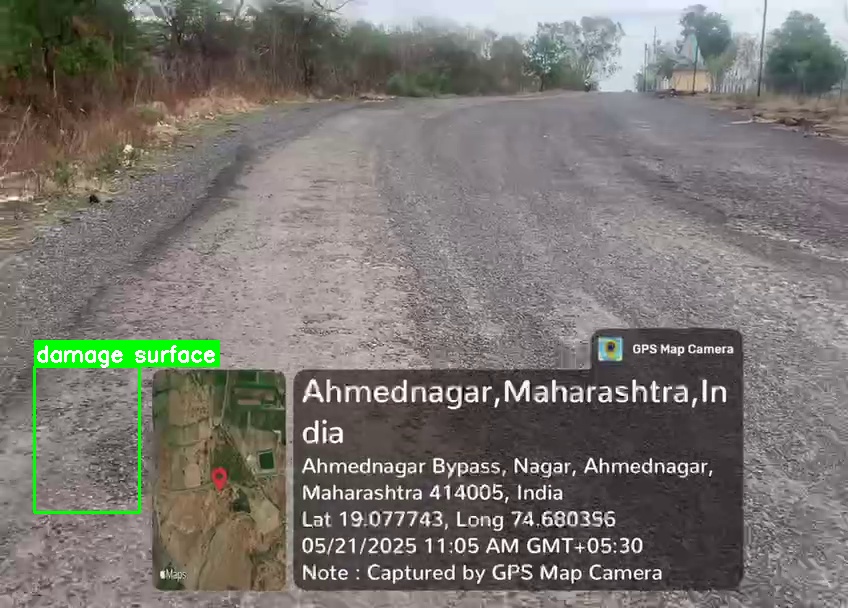 damage surface
GPS Map Camera
Ahmednagar,Maharashtra,In
dia
Ahmednagar Bypass, Nagar, Ahmednagar,
Maharashtra 414005, India
Lat 19.077743, Long 74.680356
05/21/2025 11:05 AM GMT+05:30
Note : Captured by GPS Map Camera
Maps